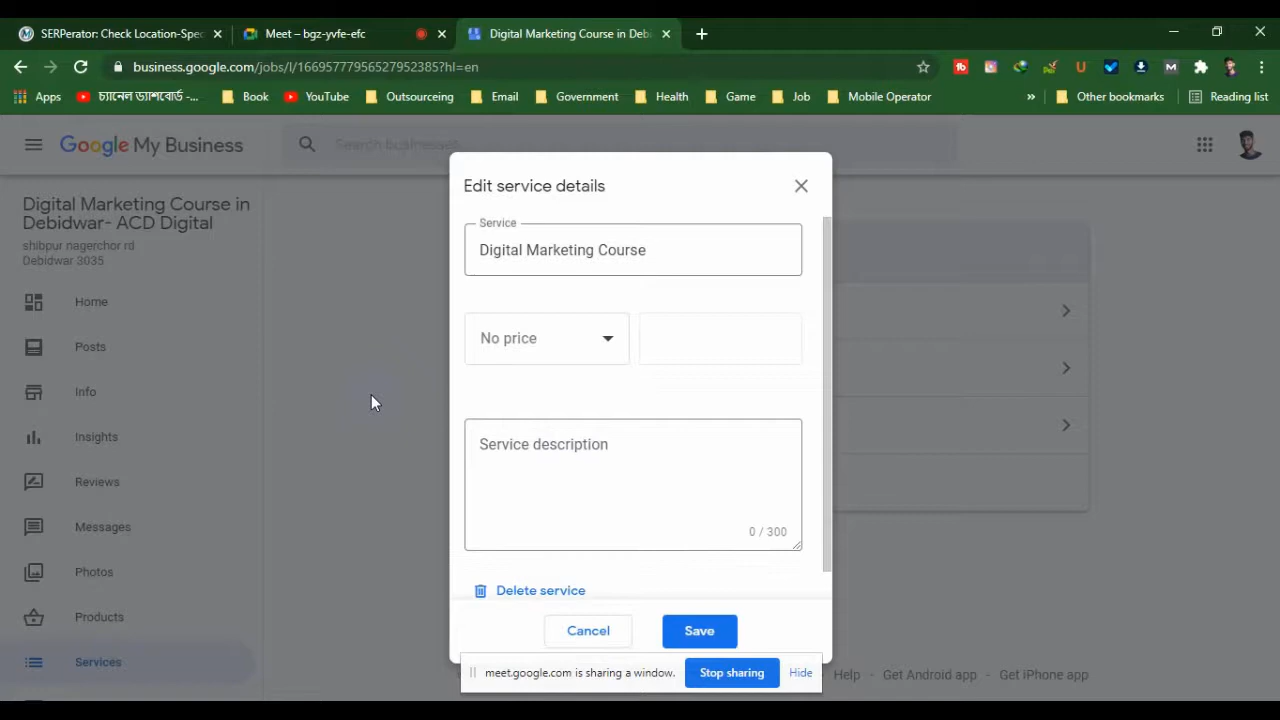 SERPerator: Check Location-Spec
Meet – bgz-yvfe-efc
Digital Marketing Course in Deb
business.google.com/jobs/l/16695777956527952385?hl=en
Apps
চ্যানেল ড্যাশবোর্ড -...
Book
YouTube
Outsourceing
Email
Government
Health
Game
Job
Mobile Operator
»
Other bookmarks
Reading list
Google My Business
Search businesses
Digital Marketing Course in
Debidwar- ACD Digital
shibpur nagerchor rd
Debidwar 3035
Home
Posts
Info
Insights
Reviews
Messages
Photos
Products
Services
Edit service details
Service
Digital Marketing Course
No price
Service description
0 / 300
Delete service
Cancel
Save
meet.google.com is sharing a window.
Stop sharing
Hide
Help
Get Android app
Get iPhone app